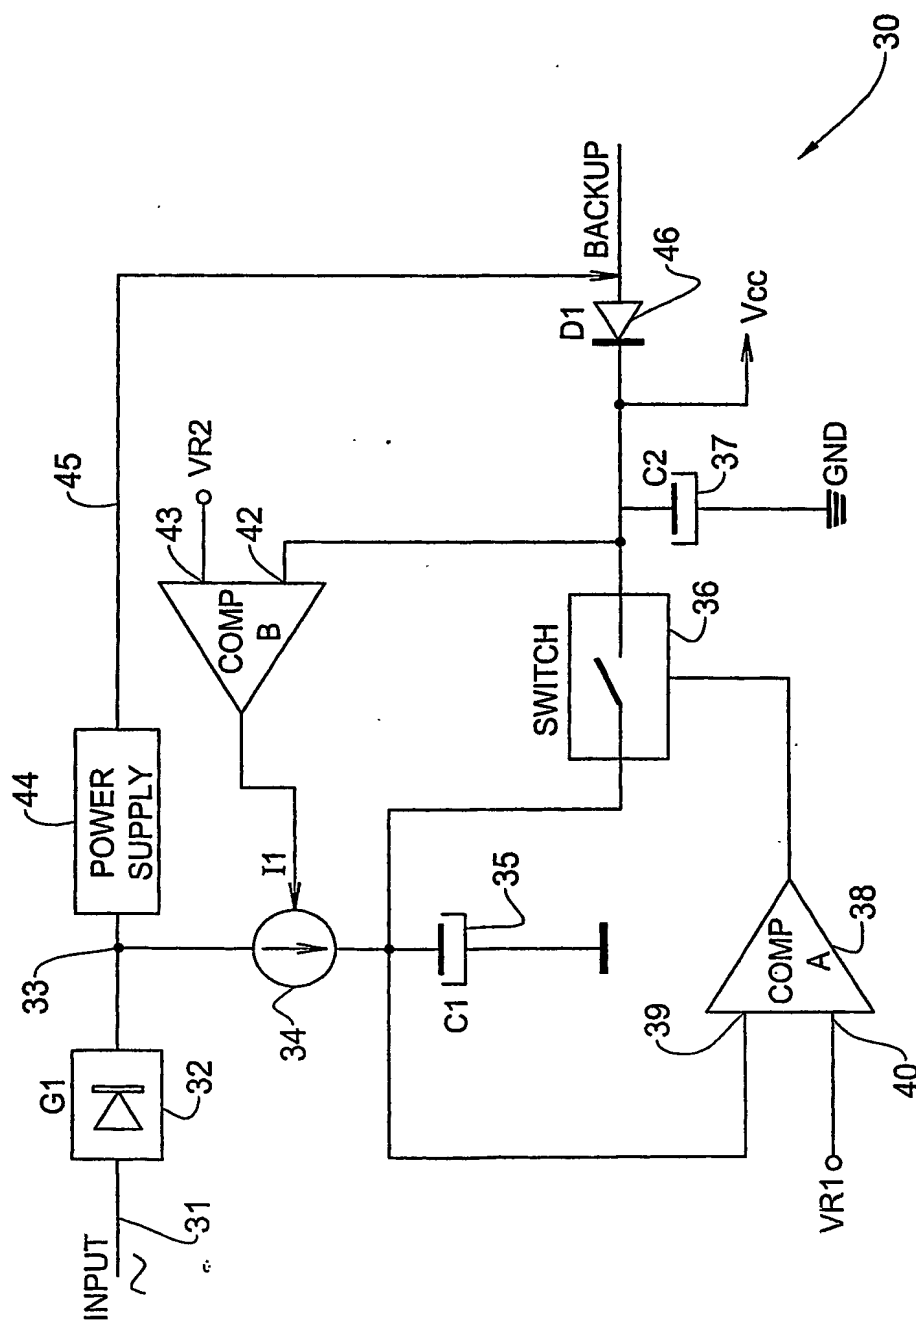 30
BACKUP
45
VR2
43
42
COMP
B
D1
46
Vcc
44
POWER
SUPPLY
I1
C2
37
GND
SWITCH
36
33
34
C1
35
G1
32
39
COMP
A
38
40
INPUT
~
31
VR1